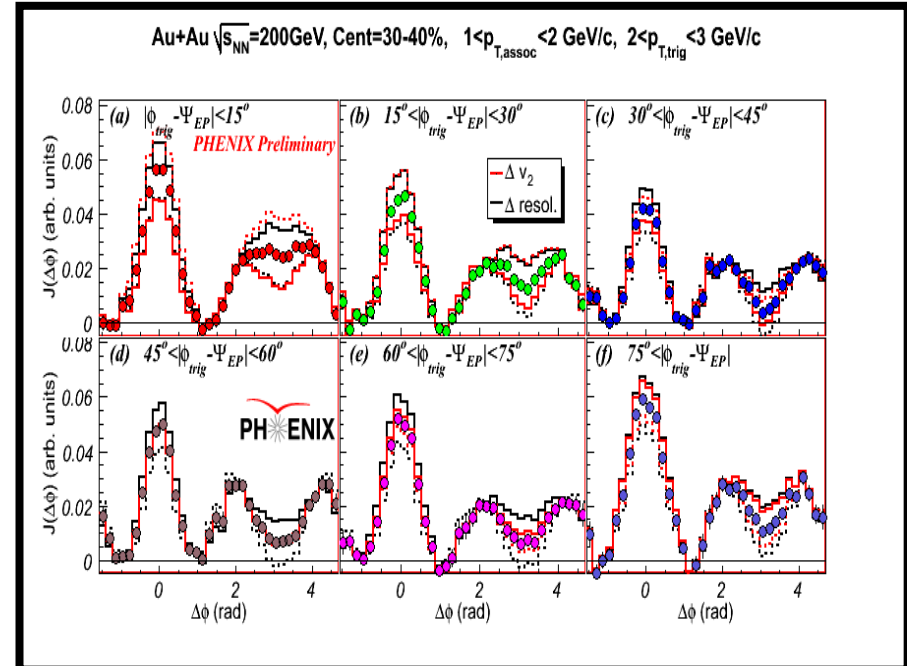 Au+Au √s_NN=200GeV, Cent=30-40%, 1<p_T,assoc<2 GeV/c, 2<p_T,trig<3 GeV/c
(a) |ϕ_trig -Ψ_EP|<15°
(b) 15°<|ϕ_trig -Ψ_EP|<30°
(c) 30°<|ϕ_trig -Ψ_EP|<45°
PHENIX Preliminary
Δ v_2
Δ resol.
J(Δϕ) (arb. units)
0.08
0.06
0.04
0.02
0
(d) 45°<|ϕ_trig -Ψ_EP|<60°
(e) 60°<|ϕ_trig -Ψ_EP|<75°
(f) 75°<|ϕ_trig -Ψ_EP|
PHENIX
J(Δϕ) (arb. units)
0.08
0.06
0.04
0.02
0
0 2 4
0 2 4
0 2 4
Δϕ (rad)
Δϕ (rad)
Δϕ (rad)